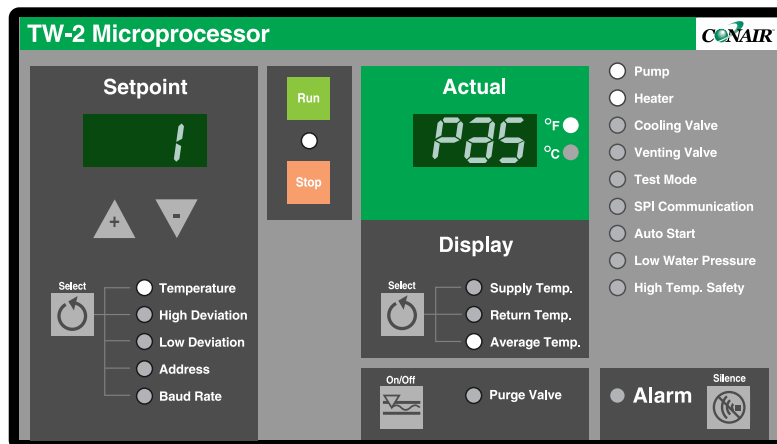 TW-2 Microprocessor
CONAIR
Setpoint
1
+
-
Select
Temperature
High Deviation
Low Deviation
Address
Baud Rate
Run
Stop
Actual
PAS
°F
°C
Display
Select
Supply Temp.
Return Temp.
Average Temp.
On/Off
Purge Valve
Pump
Heater
Cooling Valve
Venting Valve
Test Mode
SPI Communication
Auto Start
Low Water Pressure
High Temp. Safety
Alarm
Silence